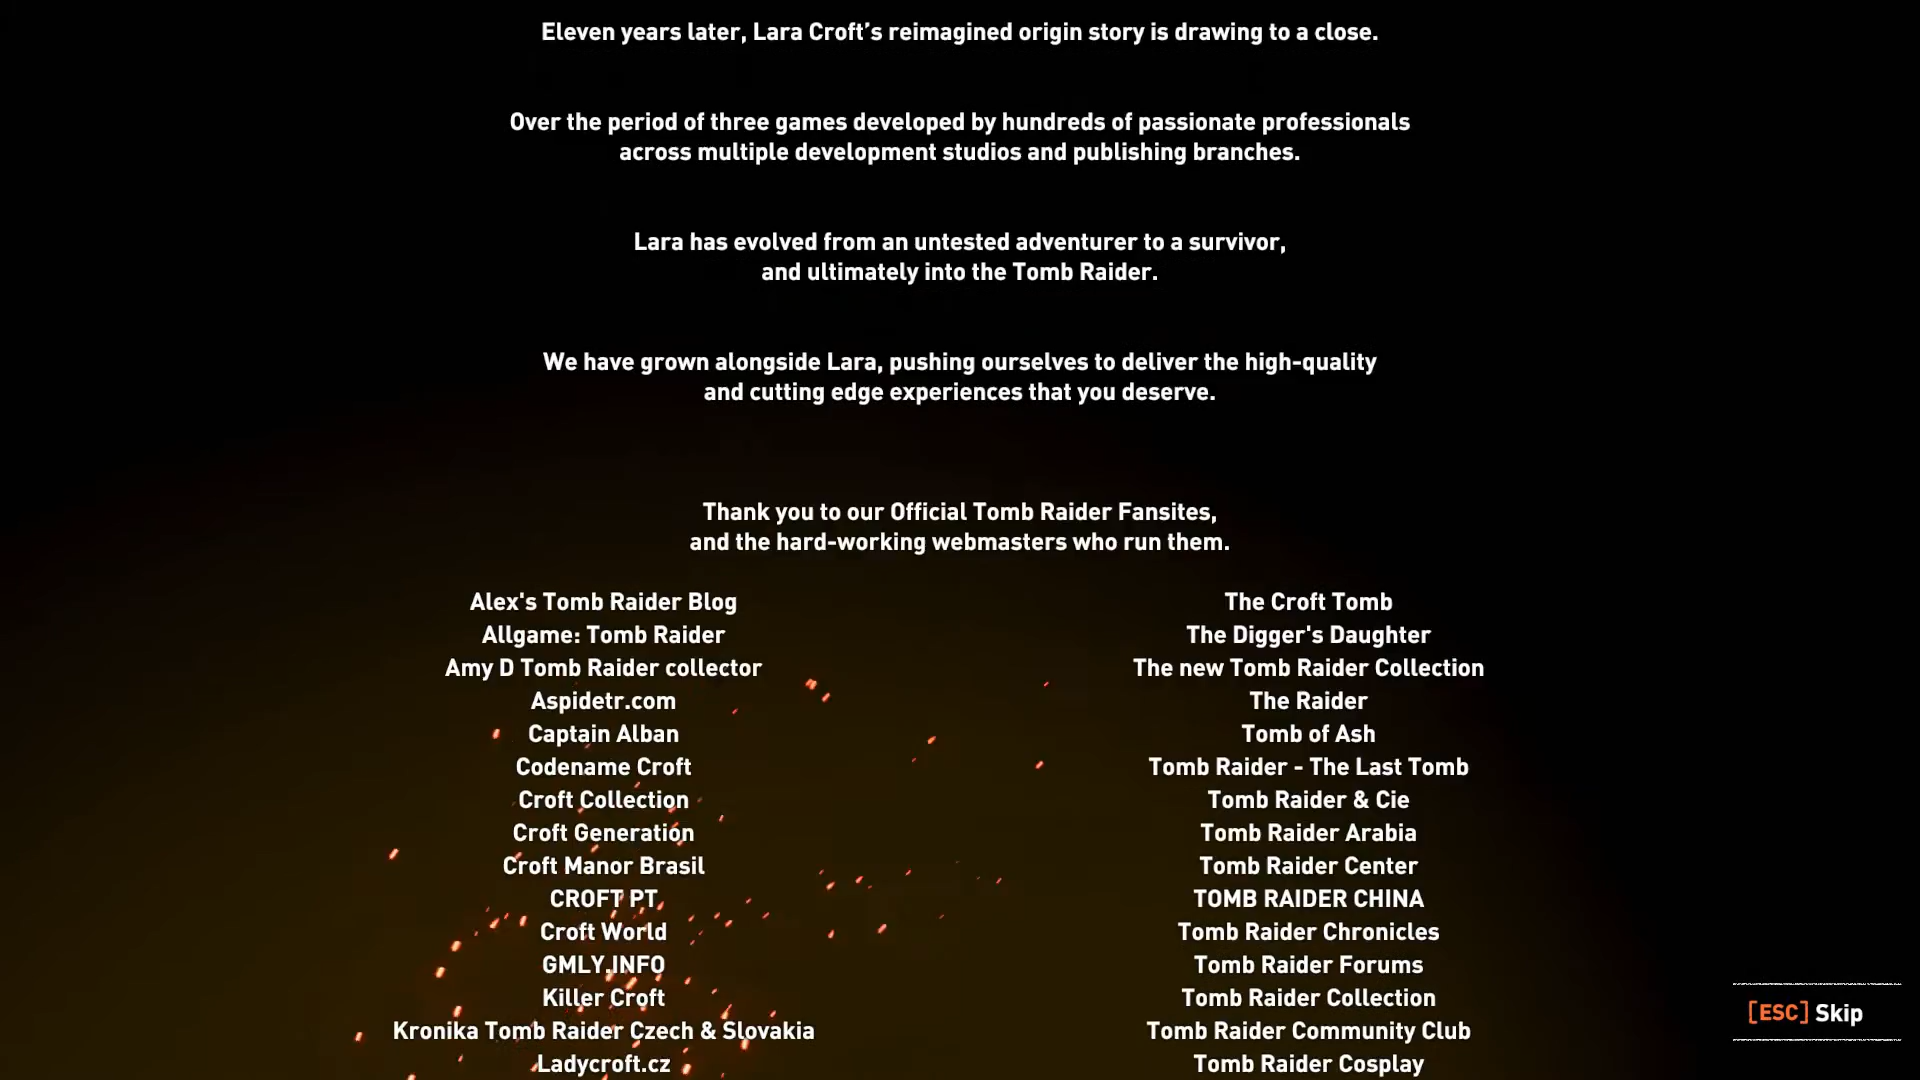 Eleven years later, Lara Croft's reimagined origin story is drawing to a close.
Over the period of three games developed by hundreds of passionate professionals
across multiple development studios and publishing branches.
Lara has evolved from an untested adventurer to a survivor,
and ultimately into the Tomb Raider.
We have grown alongside Lara, pushing ourselves to deliver the high-quality
and cutting edge experiences that you deserve.
Thank you to our Official Tomb Raider Fansites,
and the hard-working webmasters who run them.
Alex's Tomb Raider Blog
Allgame: Tomb Raider
Amy D Tomb Raider collector
Aspidetr.com
Captain Alban
Codename Croft
Croft Collection
Croft Generation
Croft Manor Brasil
CROFT PT
Croft World
GMLY.INFO
Killer Croft
Kronika Tomb Raider Czech & Slovakia
Ladycroft.cz
The Croft Tomb
The Digger's Daughter
The new Tomb Raider Collection
The Raider
Tomb of Ash
Tomb Raider - The Last Tomb
Tomb Raider & Cie
Tomb Raider Arabia
Tomb Raider Center
TOMB RAIDER CHINA
Tomb Raider Chronicles
Tomb Raider Forums
Tomb Raider Collection
Tomb Raider Community Club
Tomb Raider Cosplay
[ESC] Skip